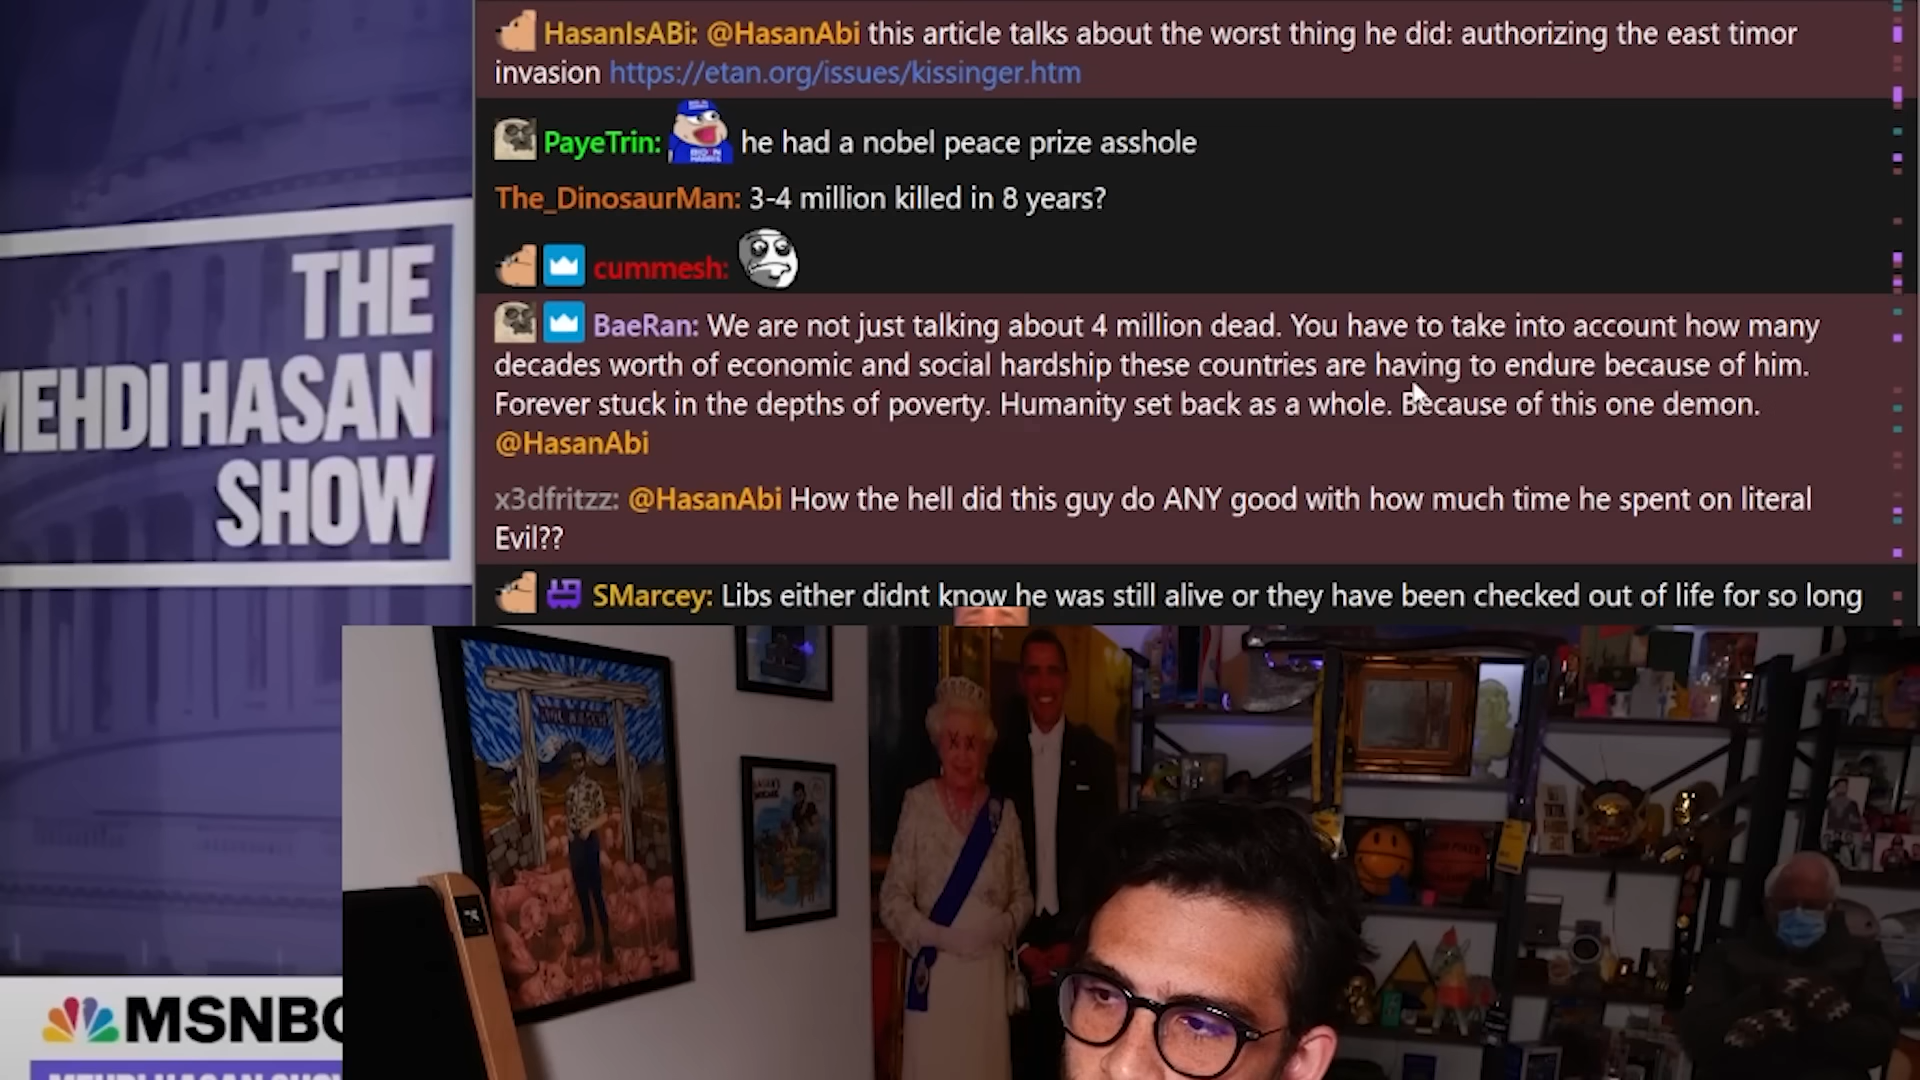 HasanIsABi: @HasanAbi this article talks about the worst thing he did: authorizing the east timor
invasion https://etan.org/issues/kissinger.htm
PayeTrin: he had a nobel peace prize asshole
The_DinosaurMan: 3-4 million killed in 8 years?
cummesh:
BaeRan: We are not just talking about 4 million dead. You have to take into account how many
decades worth of economic and social hardship these countries are having to endure because of him.
Forever stuck in the depths of poverty. Humanity set back as a whole. Because of this one demon.
@HasanAbi
x3dfritzz: @HasanAbi How the hell did this guy do ANY good with how much time he spent on literal
Evil??
SMarcey: Libs either didnt know he was still alive or they have been checked out of life for so long
THE
MEHDI HASAN
SHOW
MSNBC
MEHDI HASAN SHOW